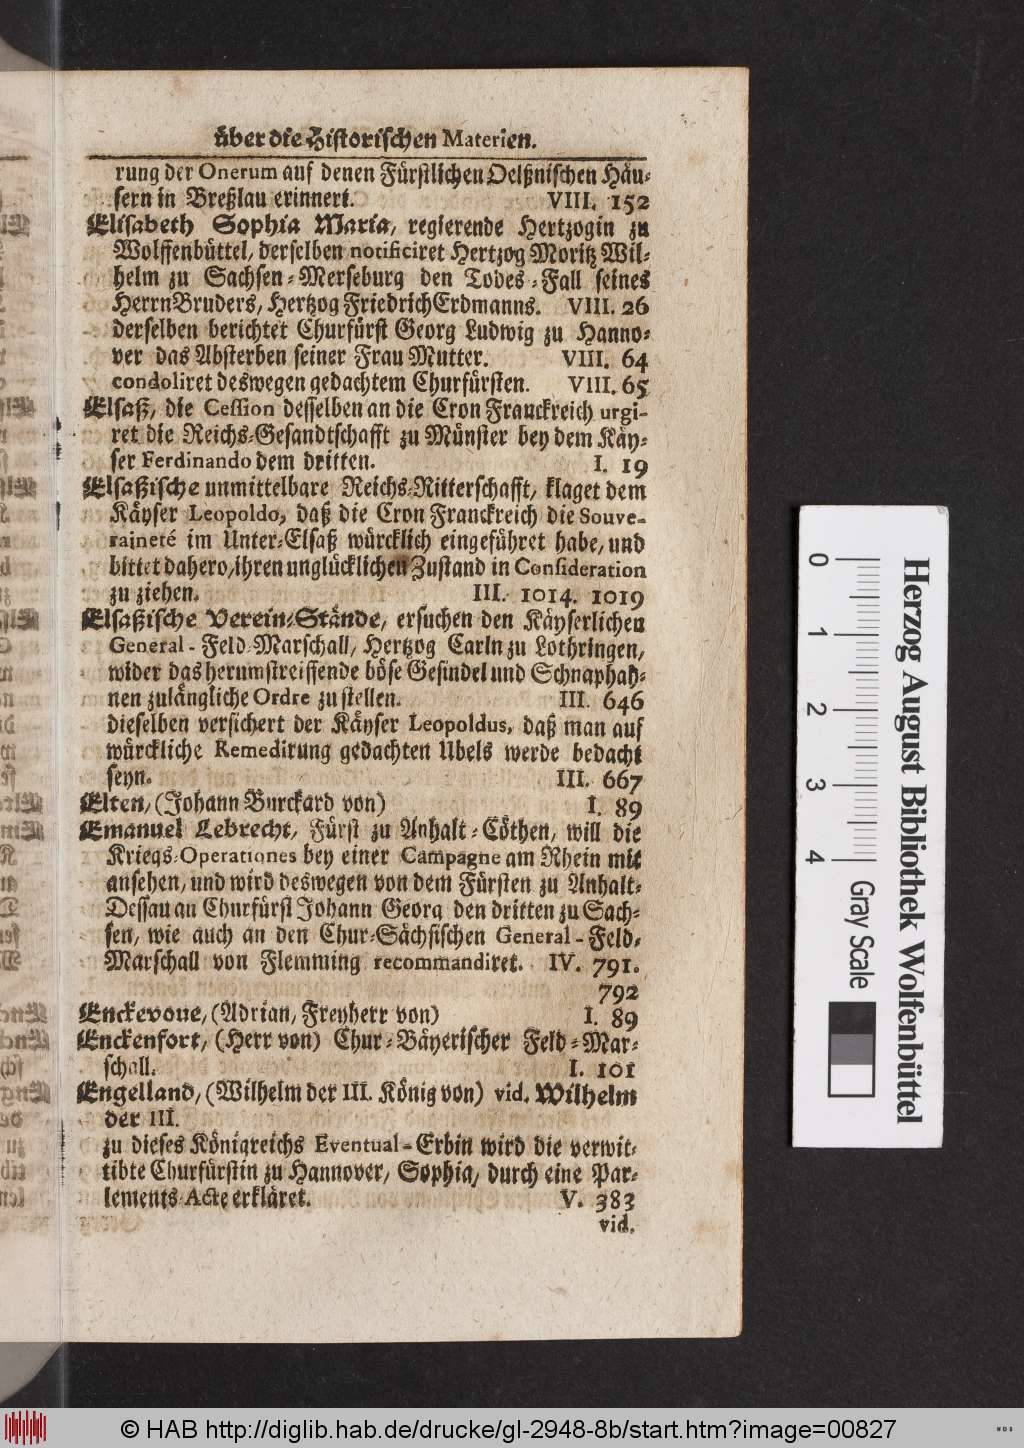 über die Historischen Materien.
rung der Onerum auf denen Fürstlichen Oelßnischen Häu-
sern in Breßlau erinnert. VIII. 152
Elisabeth Sophia Maria, regierende Hertzogin zu
Wolffenbüttel, derselben notificiret Hertzog Moritz Wil-
helm zu Sachsen-Merseburg den Todes-Fall seines
Herrn Bruders, Hertzog Friedrich Erdmanns. VIII. 26
derselben berichtet Churfürst Georg Ludwig zu Hanno-
ver das Absterben seiner Frau Mutter. VIII. 64
condoliret deswegen gedachtem Churfürsten. VIII. 65
Elsaß, die Cession desselben an die Cron Franckreich urgi-
ret die Reichs-Gesandtschafft zu Münster bey dem Käy-
ser Ferdinando dem dritten. I. 19
Elsaßische unmittelbare Reichs-Ritterschafft, klaget dem
Käyser Leopoldo, daß die Cron Franckreich die Souve-
raineté im Unter-Elsaß würcklich eingeführet habe, und
bittet dahero, ihren unglücklichen Zustand in Consideration
zu ziehen. III. 1014. 1019
Elsaßische Verein-Stände, ersuchen den Käyserlichen
General-Feld-Marschall, Hertzog Carln zu Lothringen,
wider das herumstreiffende böse Gesindel und Schnaphah-
nen zulängliche Ordre zu stellen. III. 646
dieselben versichert der Käyser Leopoldus, daß man auf
würckliche Remedirung gedachten Ubels werde bedacht
seyn. III. 667
Elten, (Johann Burckard von) I. 89
Emanuel Lebrecht, Fürst zu Anhalt-Cöthen, will die
Kriegs-Operationes bey einer Campagne am Rhein mit
ansehen, und wird deswegen von dem Fürsten zu Anhalt-
Dessau an Churfürst Johann Georg den dritten zu Sach-
sen, wie auch an den Chur-Sächsischen General-Feld-
Marschall von Flemming recommandiret. IV. 791.
792
Enckevoue, (Adrian, Freyherr von) I. 89
Enckenfort, (Herr von) Chur-Bäyerischer Feld-Mar-
schall. I. 101
Engelland, (Wilhelm der III. König von) vid. Wilhelm
der III.
zu dieses Königreichs Eventual-Erbin wird die verwit-
tibte Churfürstin zu Hannover, Sophia, durch eine Par-
lements-Acte erkläret. V. 383
vid.
0 1 2 3 4 Gray Scale
Herzog August Bibliothek Wolfenbüttel
© HAB http://diglib.hab.de/drucke/gl-2948-8b/start.htm?image=00827